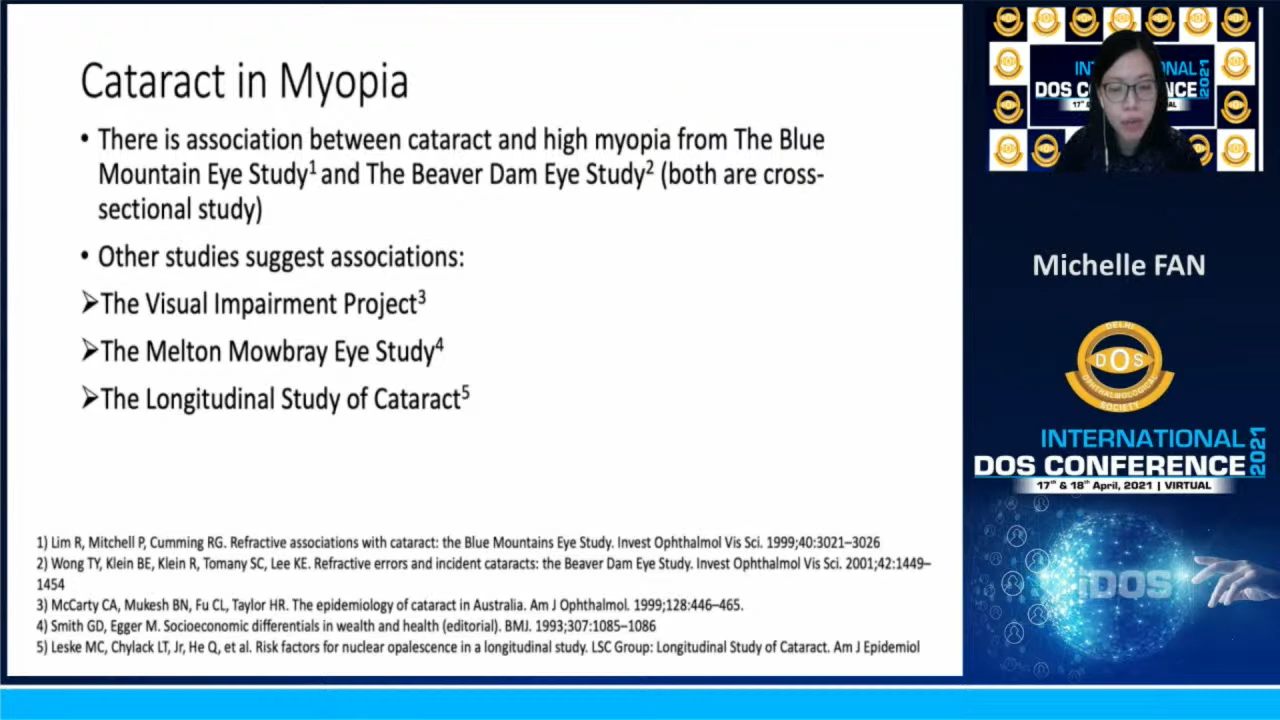 Cataract in Myopia
• There is association between cataract and high myopia from The Blue
Mountain Eye Study1 and The Beaver Dam Eye Study2 (both are cross-
sectional study)
• Other studies suggest associations:
➢The Visual Impairment Project3
➢The Melton Mowbray Eye Study4
➢The Longitudinal Study of Cataract5
1) Lim R, Mitchell P, Cumming RG. Refractive associations with cataract: the Blue Mountains Eye Study. Invest Ophthalmol Vis Sci. 1999;40:3021–3026
2) Wong TY, Klein BE, Klein R, Tomany SC, Lee KE. Refractive errors and incident cataracts: the Beaver Dam Eye Study. Invest Ophthalmol Vis Sci. 2001;42:1449–
1454
3) McCarty CA, Mukesh BN, Fu CL, Taylor HR. The epidemiology of cataract in Australia. Am J Ophthalmol. 1999;128:446–465.
4) Smith GD, Egger M. Socioeconomic differentials in wealth and health (editorial). BMJ. 1993;307:1085–1086
5) Leske MC, Chylack LT, Jr, He Q, et al. Risk factors for nuclear opalescence in a longitudinal study. LSC Group: Longitudinal Study of Cataract. Am J Epidemiol
Michelle FAN
DELHI
DOS
OPHTHALMOLOGICAL
SOCIETY
INTERNATIONAL
DOS CONFERENCE
2021
17th & 18th April, 2021 | VIRTUAL
iDOS